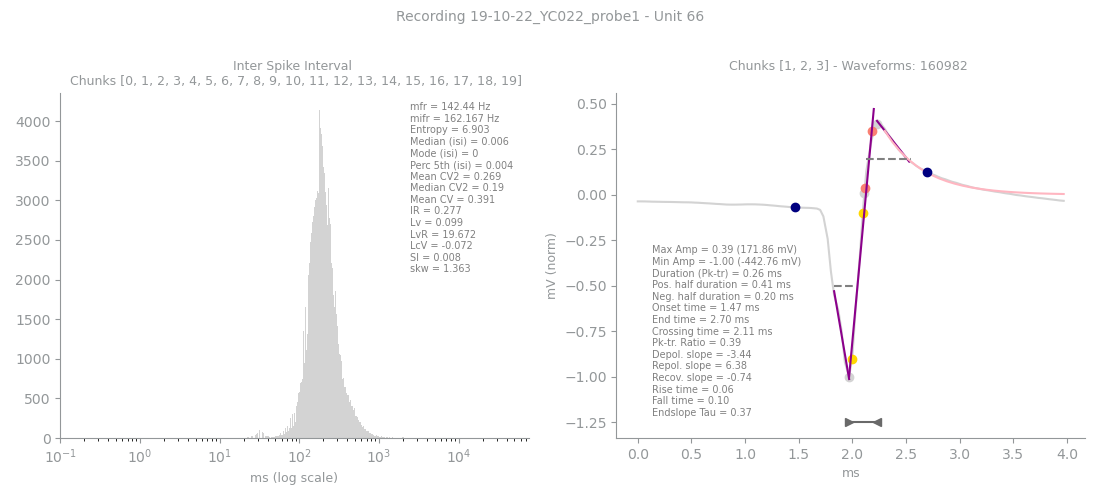 Recording 19-10-22_YC022_probe1 - Unit 66
Inter Spike Interval
Chunks [0, 1, 2, 3, 4, 5, 6, 7, 8, 9, 10, 11, 12, 13, 14, 15, 16, 17, 18, 19]
mfr = 142.44 Hz
mifr = 162.167 Hz
Entropy = 6.903
Median (isi) = 0.006
Mode (isi) = 0
Perc 5th (isi) = 0.004
Mean CV2 = 0.269
Median CV2 = 0.19
Mean CV = 0.391
IR = 0.277
Lv = 0.099
LvR = 19.672
LcV = -0.072
SI = 0.008
skw = 1.363
4000
3500
3000
2500
2000
1500
1000
500
0
10⁻¹ 10⁰ 10¹ 10² 10³ 10⁴
ms (log scale)
Chunks [1, 2, 3] - Waveforms: 160982
0.50
0.25
0.00
−0.25
−0.50
−0.75
−1.00
−1.25
mV (norm)
Max Amp = 0.39 (171.86 mV)
Min Amp = -1.00 (-442.76 mV)
Duration (Pk-tr) = 0.26 ms
Pos. half duration = 0.41 ms
Neg. half duration = 0.20 ms
Onset time = 1.47 ms
End time = 2.70 ms
Crossing time = 2.11 ms
Pk-tr. Ratio = 0.39
Depol. slope = -3.44
Repol. slope = 6.38
Recov. slope = -0.74
Rise time = 0.06
Fall time = 0.10
Endslope Tau = 0.37
0.0 0.5 1.0 1.5 2.0 2.5 3.0 3.5 4.0
ms